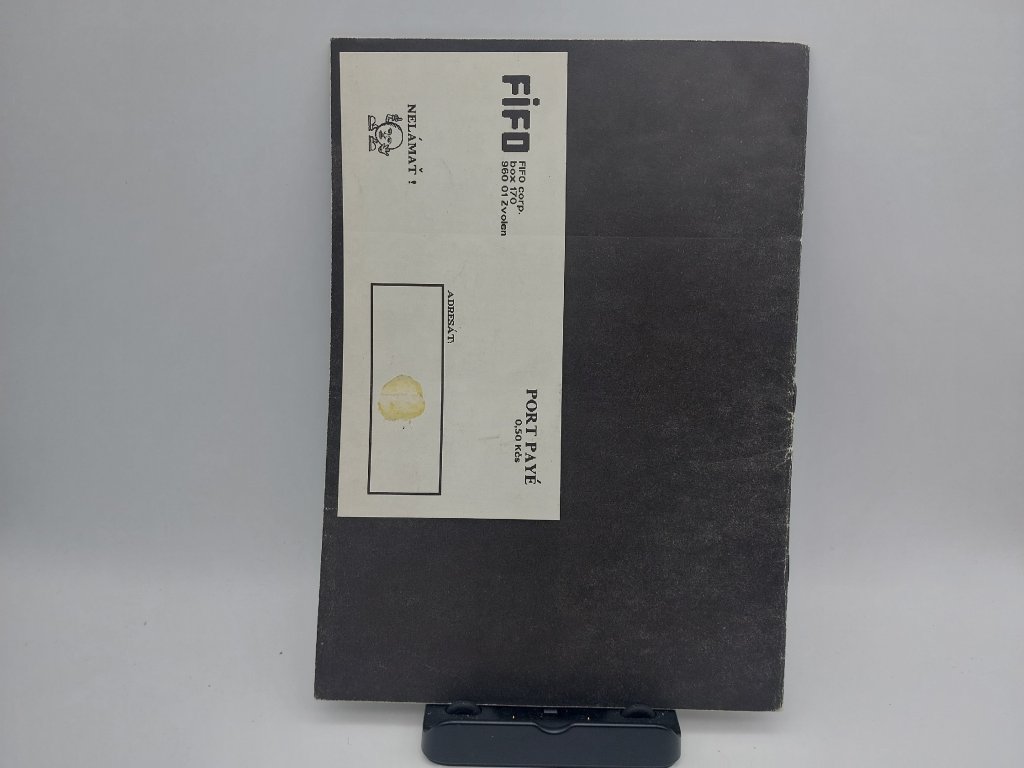 FiFO
FIFO corp.
box 170
960 01 Zvolen
NELÁMAŤ !
PORT PAYÉ
0,50 Kčs
ADRESÁT: